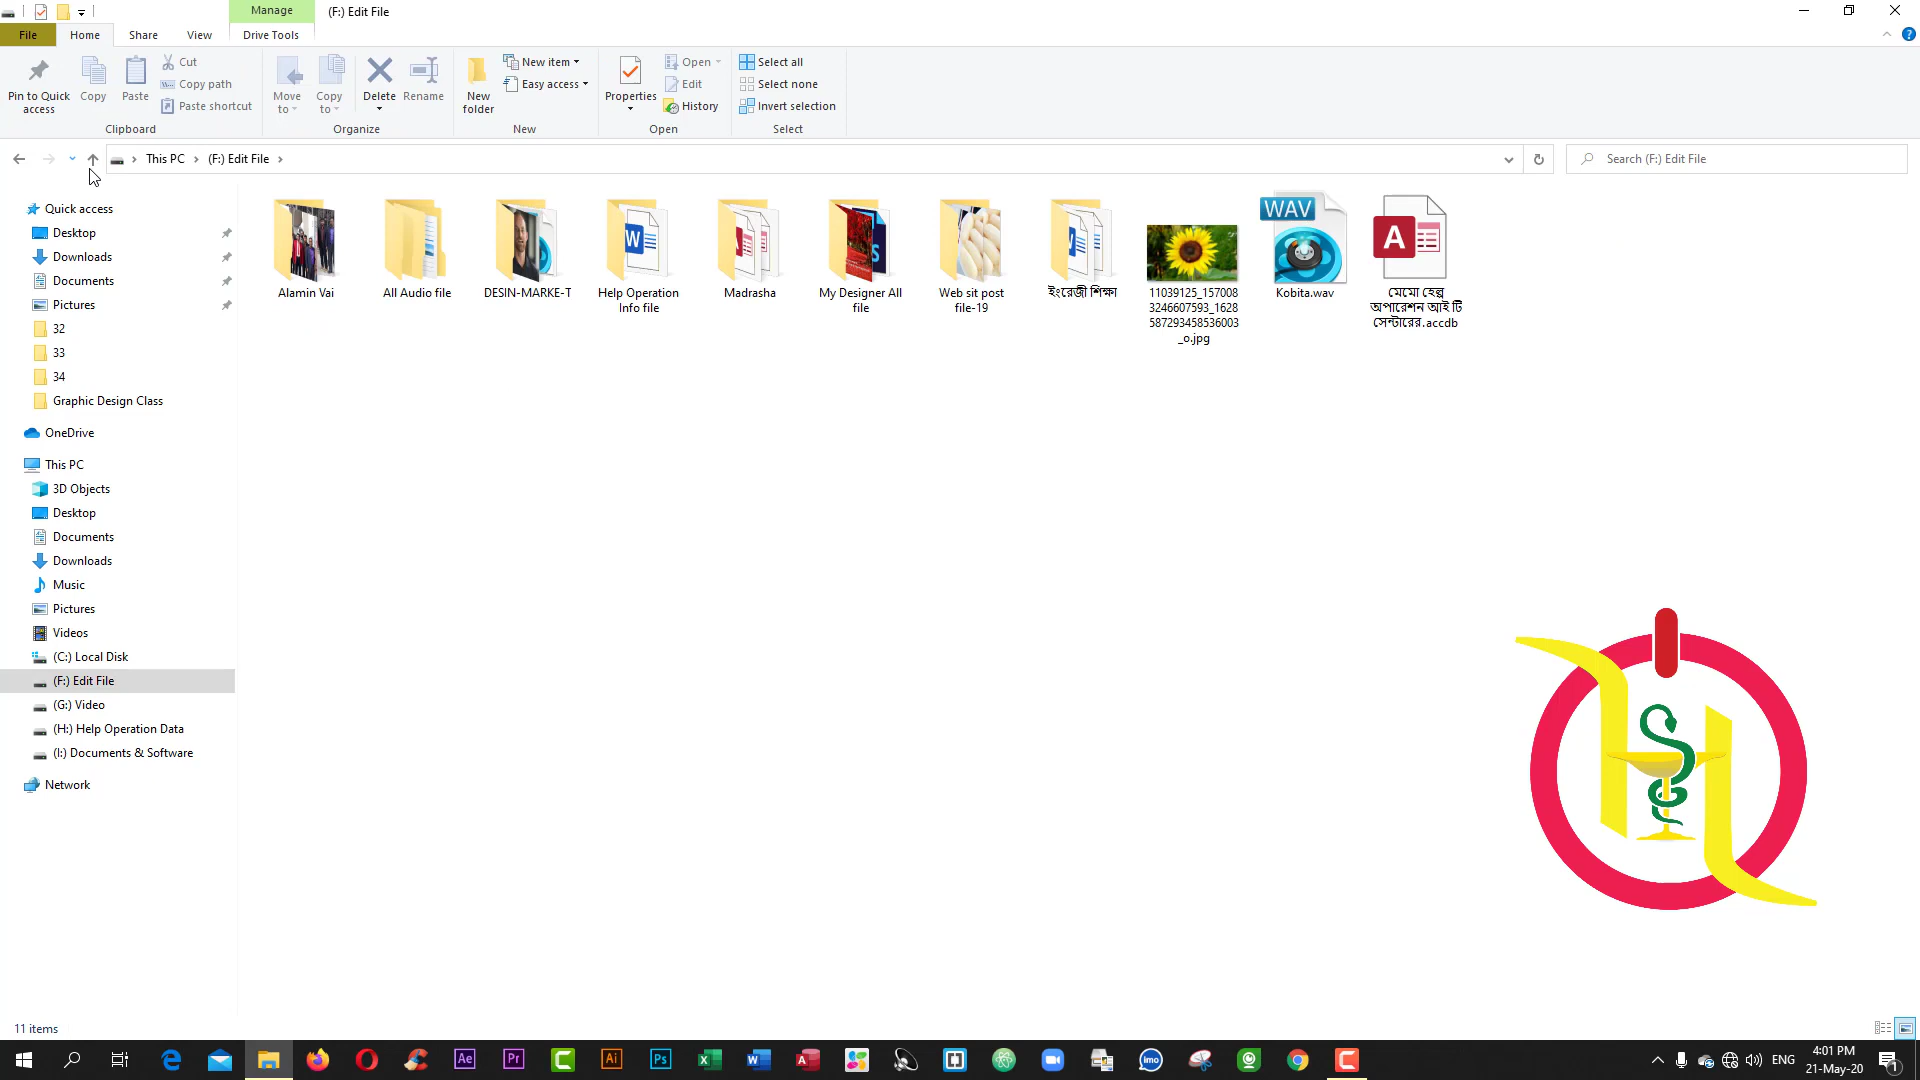 Manage
(F:) Edit File
File
Home
Share
View
Drive Tools
Pin to Quick
access
Copy
Paste
Cut
Copy path
Paste shortcut
Clipboard
Move
to
Copy
to
Delete
Rename
Organize
New
folder
New item
Easy access
New
Properties
Open
Edit
History
Open
Select all
Select none
Invert selection
Select
This PC
(F:) Edit File
Search (F:) Edit File
Quick access
Desktop
Downloads
Documents
Pictures
32
33
34
Graphic Design Class
OneDrive
This PC
3D Objects
Desktop
Documents
Downloads
Music
Pictures
Videos
(C:) Local Disk
(F:) Edit File
(G:) Video
(H:) Help Operation Data
(I:) Documents & Software
Network
Alamin Vai
All Audio file
DESIN-MARKE-T
W
Help Operation
Info file
Madrasha
My Designer All
file
Web sit post
file-19
W
ইংরেজী শিক্ষা
11039125_157008
3246607593_1628
587293458536003
_o.jpg
WAV
Kobita.wav
A
মেমো হেল্প
অপারেশন আই টি
সেন্টারের.accdb
11 items
Ae
Pr
Ai
Ps
imo
ENG
4:01 PM
21-May-20
1